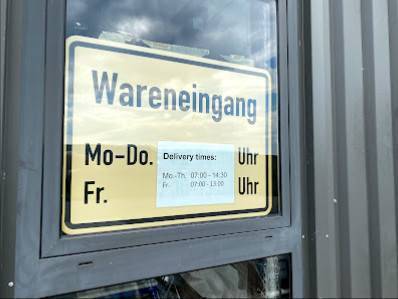 Wareneingang
Mo-Do. Uhr
Fr. Uhr
Delivery times:
Mo.-Th. 07:00 - 14:30
Fr. 07:00 - 13:00